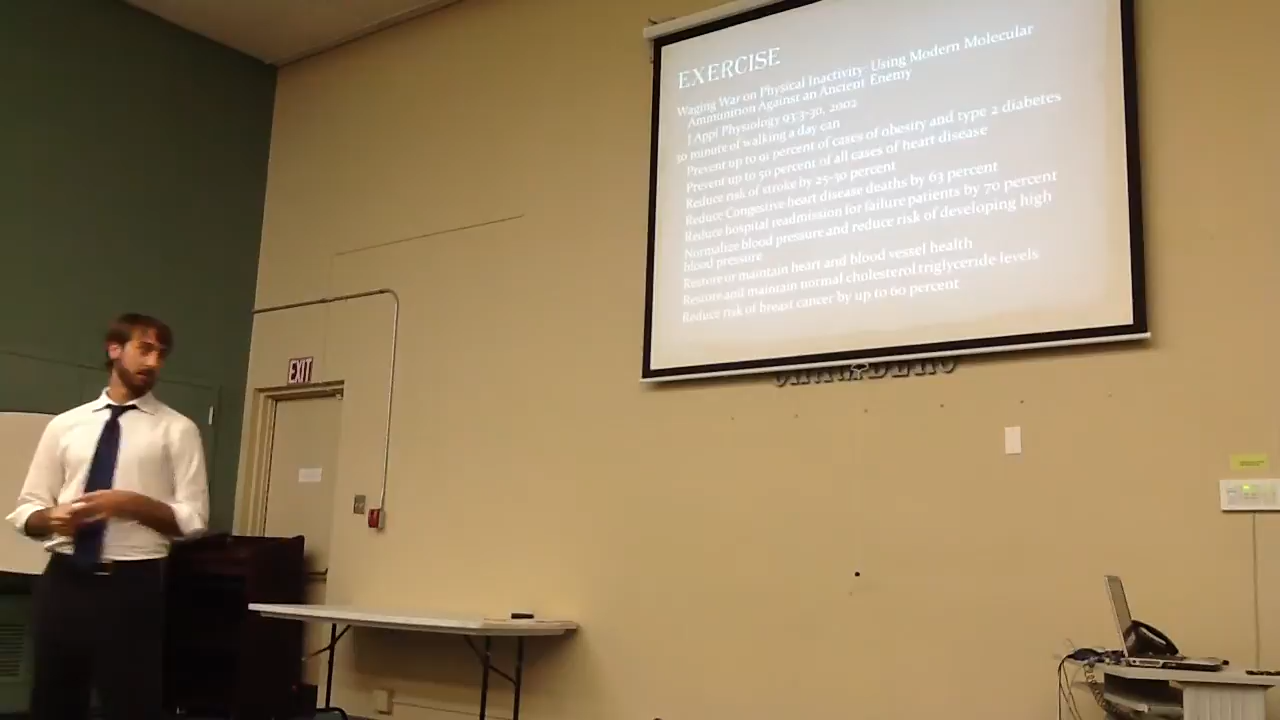 EXERCISE
Waging War on Physical Inactivity: Using Modern Molecular
Ammunition Against an Ancient Enemy
J Appl Physiology 93:3-30, 2002
30 minute of walking a day can
Prevent up to 91 percent of cases of obesity and type 2 diabetes
Prevent up to 50 percent of all cases of heart disease
Reduce risk of stroke by 25-50 percent
Reduce Congestive heart disease deaths by 63 percent
Reduce hospital readmission for failure patients by 70 percent
Normalize blood pressure and reduce risk of developing high
blood pressure
Restore or maintain heart and blood vessel health
Restore and maintain normal cholesterol triglyceride levels
Reduce risk of breast cancer by up to 60 percent
EXIT